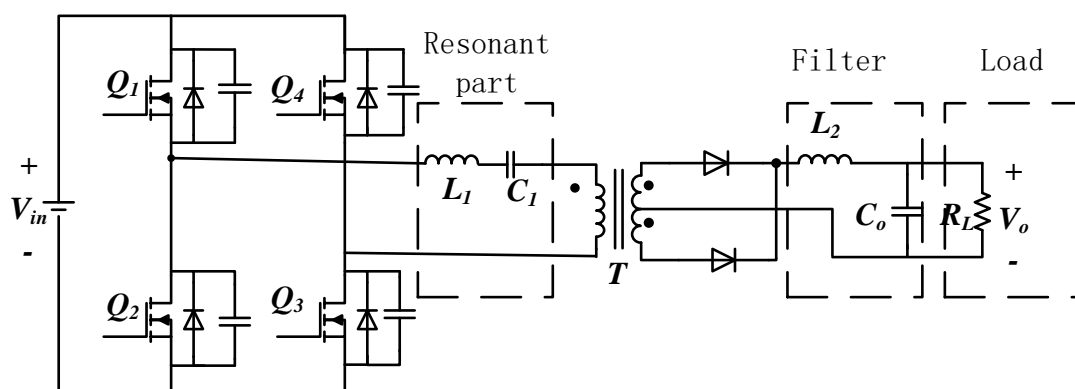 Resonant
part
Filter
Load
Q1
Q4
L2
+
Vin
-
L1
C1
T
Co
RL
+
Vo
-
Q2
Q3